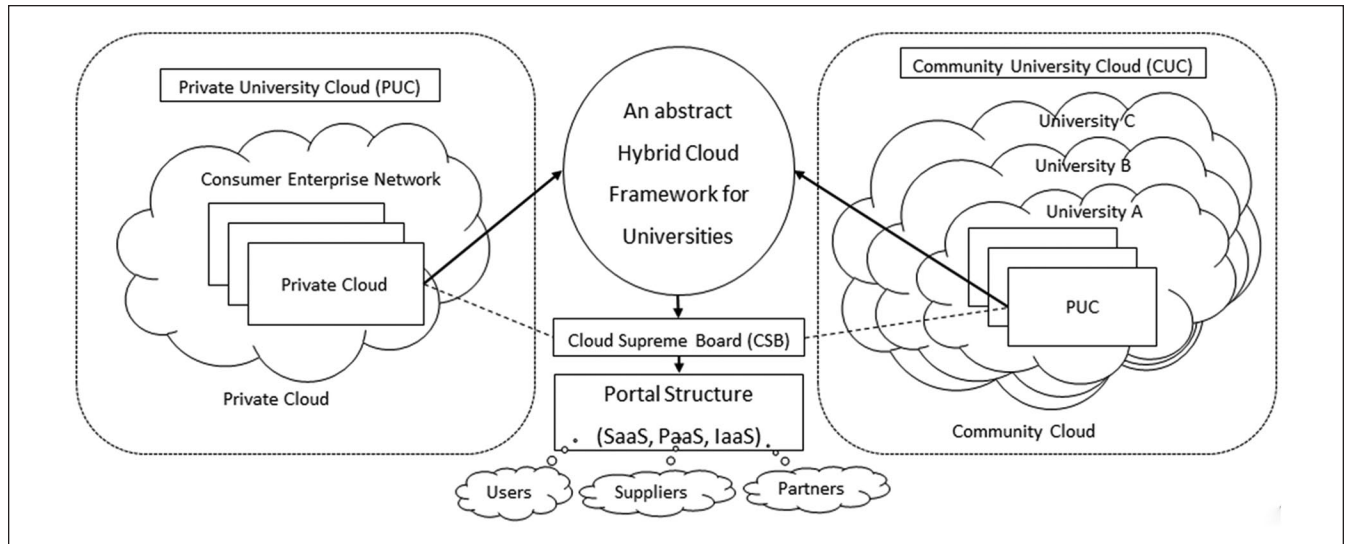 Private University Cloud (PUC)
Consumer Enterprise Network
Private Cloud
Private Cloud
An abstract
Hybrid Cloud
Framework for
Universities
Cloud Supreme Board (CSB)
Portal Structure
(SaaS, PaaS, IaaS)
Users
Suppliers
Partners
Community University Cloud (CUC)
University C
University B
University A
PUC
Community Cloud